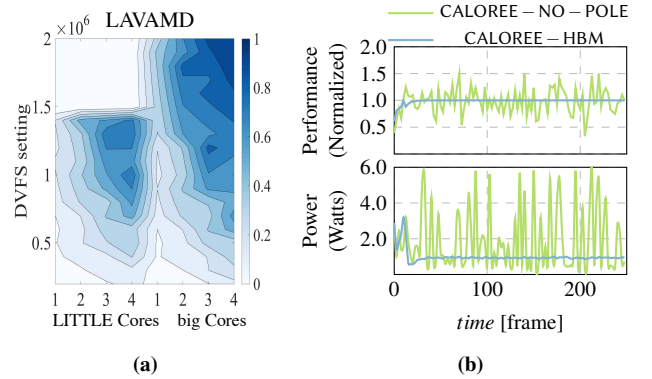 LAVAMD
·10^6
2
1.5
1
0.5
DVFS setting
1 2 3 4 1 2 3 4
LITTLE Cores big Cores
1
0.8
0.6
0.4
0.2
0
(a)
CALOREE – NO – POLE
CALOREE – HBM
Performance
(Normalized)
2.0
1.5
1.0
0.5
Power
(Watts)
6.0
4.0
2.0
0 100 200
time [frame]
(b)